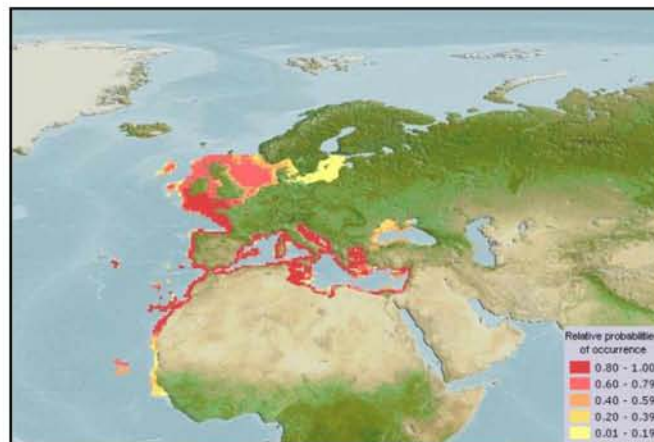 Relative probabilitie
of occurrence
0.80 - 1.00
0.60 - 0.79
0.40 - 0.59
0.20 - 0.39
0.01 - 0.19